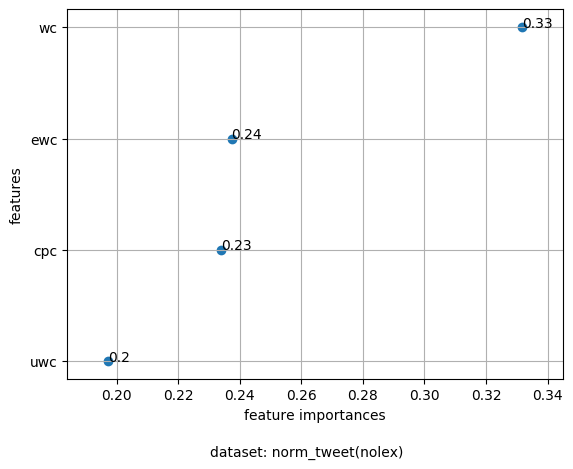 wc
0.33
ewc
0.24
features
cpc
0.23
uwc
0.2
0.20 0.22 0.24 0.26 0.28 0.30 0.32 0.34
feature importances
dataset: norm_tweet(nolex)